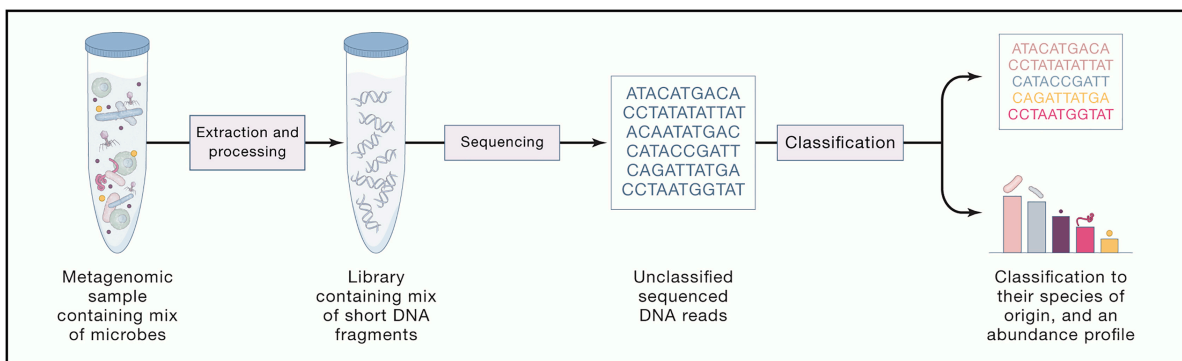 Extraction and
processing
Sequencing
ATACATGACA
CCTATATATTAT
ACAATATGAC
CATACCGATT
CAGATTATGA
CCTAATGGTAT
Classification
ATACATGACA
CCTATATATTAT
CATACCGATT
CAGATTATGA
CCTAATGGTAT
Metagenomic
sample
containing mix
of microbes
Library
containing mix
of short DNA
fragments
Unclassified
sequenced
DNA reads
Classification to
their species of
origin, and an
abundance profile